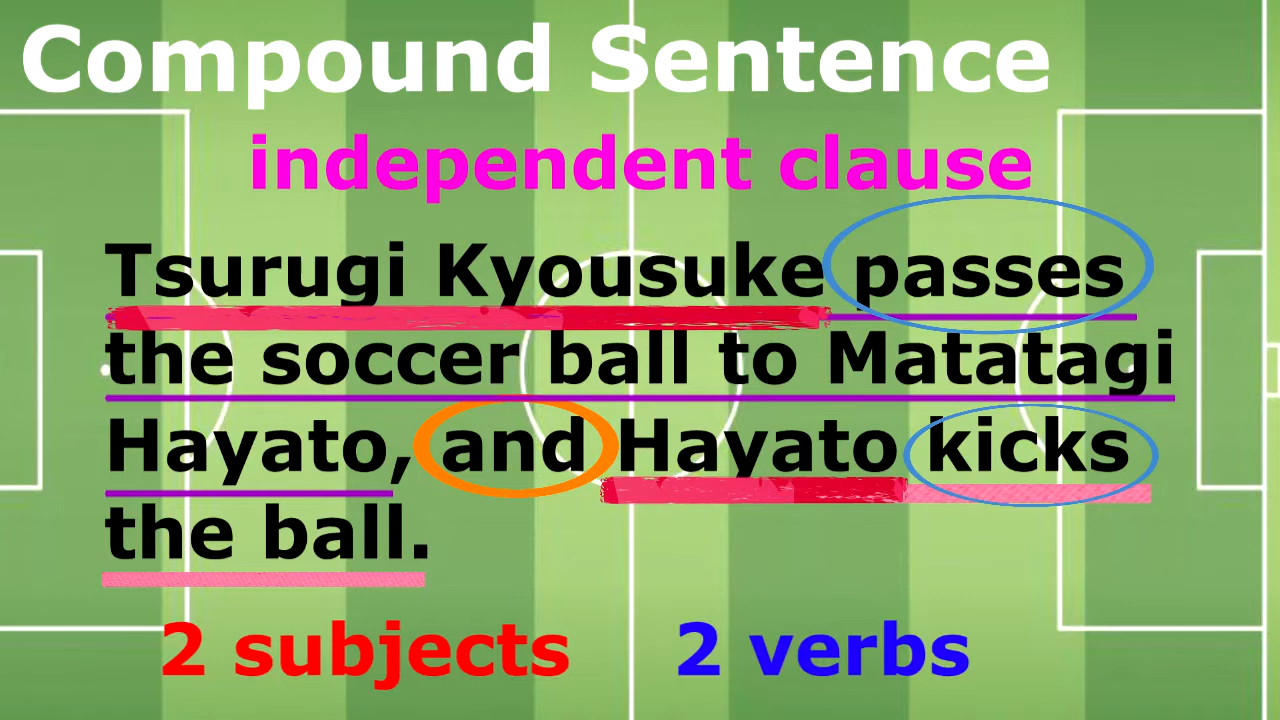 Compound Sentence
independent clause
Tsurugi Kyousuke passes
the soccer ball to Matatagi
Hayato, and Hayato kicks
the ball.
2 subjects 2 verbs